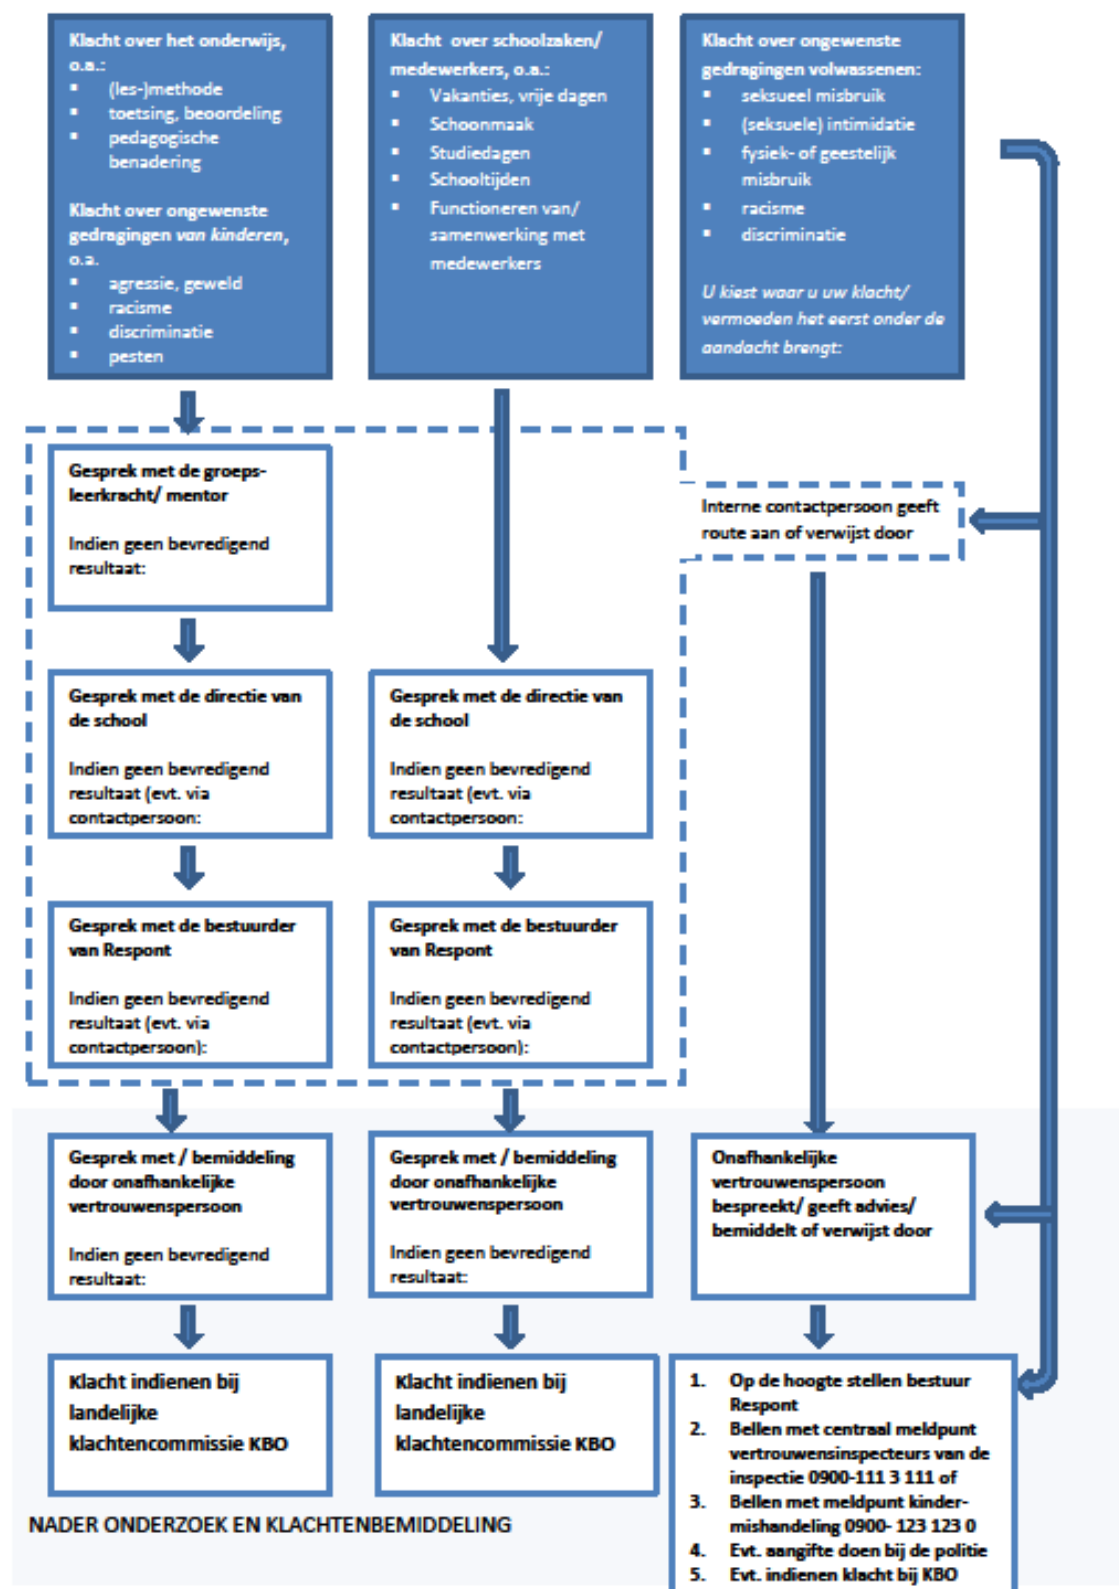 Klacht over het onderwijs,
o.a.:
▪ (les-)methode
▪ toetsing, beoordeling
▪ pedagogische
benadering
Klacht over ongewenste
gedragingen van kinderen,
o.a.
▪ agressie, geweld
▪ racisme
▪ discriminatie
▪ pesten
Klacht over schoolzaken/
medewerkers, o.a.:
▪ Vakanties, vrije dagen
▪ Schoonmaak
▪ Studiedagen
▪ Schooltijden
▪ Functioneren van/
samenwerking met
medewerkers
Klacht over ongewenste
gedragingen volwassenen:
▪ seksueel misbruik
▪ (seksuele) intimidatie
▪ fysiek- of geestelijk
misbruik
▪ racisme
▪ discriminatie
U kiest waar u uw klacht/
vermoeden het eerst onder de
aandacht brengt:
Gesprek met de groeps-
leerkracht/ mentor
Indien geen bevredigend
resultaat:
Interne contactpersoon geeft
route aan of verwijst door
Gesprek met de directie van
de school
Indien geen bevredigend
resultaat (evt. via
contactpersoon:
Gesprek met de directie van
de school
Indien geen bevredigend
resultaat (evt. via
contactpersoon:
Gesprek met de bestuurder
van Respont
Indien geen bevredigend
resultaat (evt. via
contactpersoon):
Gesprek met de bestuurder
van Respont
Indien geen bevredigend
resultaat (evt. via
contactpersoon):
Gesprek met / bemiddeling
door onafhankelijke
vertrouwenspersoon
Indien geen bevredigend
resultaat:
Gesprek met / bemiddeling
door onafhankelijke
vertrouwenspersoon
Indien geen bevredigend
resultaat:
Onafhankelijke
vertrouwenspersoon
bespreekt/ geeft advies/
bemiddelt of verwijst door
Klacht indienen bij
landelijke
klachtencommissie KBO
Klacht indienen bij
landelijke
klachtencommissie KBO
1. Op de hoogte stellen bestuur
Respont
2. Bellen met centraal meldpunt
vertrouwensinspecteurs van de
inspectie 0900-111 3 111 of
3. Bellen met meldpunt kinder-
mishandeling 0900- 123 123 0
4. Evt. aangifte doen bij de politie
5. Evt. indienen klacht bij KBO
NADER ONDERZOEK EN KLACHTENBEMIDDELING